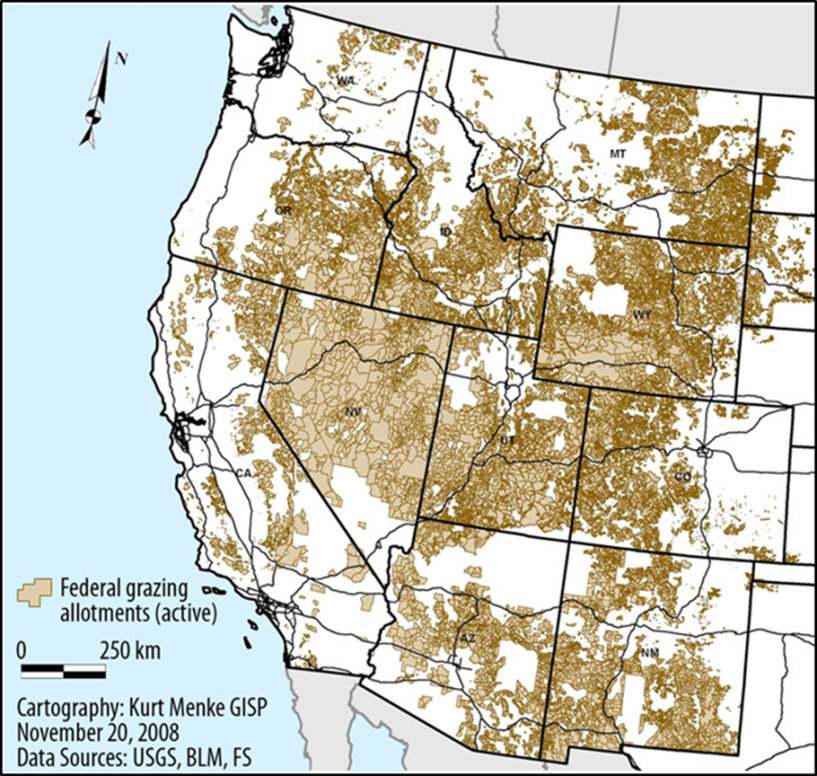 N
WA
MT
OR
ID
WY
NV
UT
CO
CA
AZ
NM
Federal grazing
allotments (active)
0 250 km
Cartography: Kurt Menke GISP
November 20, 2008
Data Sources: USGS, BLM, FS